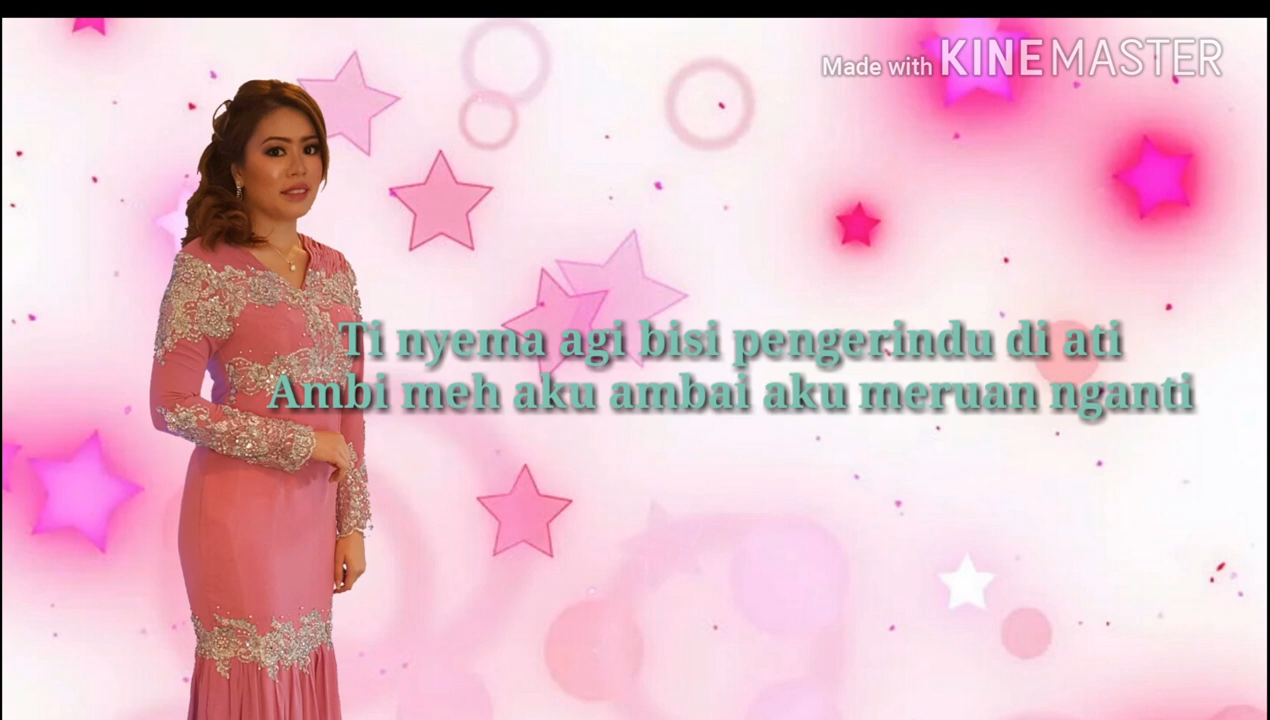 Made with KINEMASTER
Ti nyema agi bisi pengerindu di ati
Ambi meh aku ambai aku meruan nganti